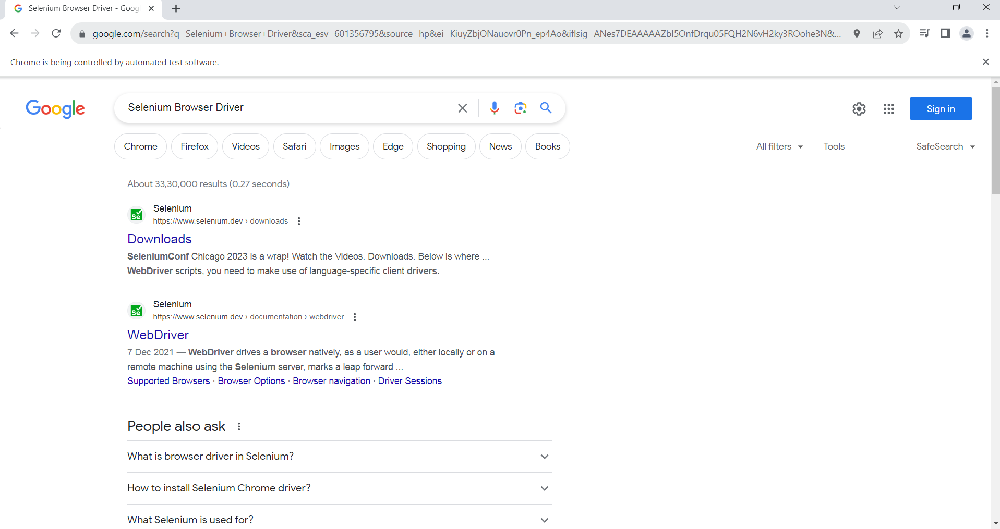 Selenium Browser Driver - Goog
google.com/search?q=Selenium+Browser+Driver&sca_esv=601356795&source=hp&ei=KiuyZbjONauovr0Pn_ep4Ao&iflsig=ANes7DEAAAAAZbI5OnfDrqu05FQH2N6vH2ky3ROohe3N&...
Chrome is being controlled by automated test software.
Google
Selenium Browser Driver
Sign in
Chrome Firefox Videos Safari Images Edge Shopping News Books All filters Tools SafeSearch
About 33,30,000 results (0.27 seconds)
Se
Selenium
https://www.selenium.dev › downloads
Downloads
SeleniumConf Chicago 2023 is a wrap! Watch the Videos. Downloads. Below is where ...
WebDriver scripts, you need to make use of language-specific client drivers.
Se
Selenium
https://www.selenium.dev › documentation › webdriver
WebDriver
7 Dec 2021 — WebDriver drives a browser natively, as a user would, either locally or on a
remote machine using the Selenium server, marks a leap forward ...
Supported Browsers · Browser Options · Browser navigation · Driver Sessions
People also ask
What is browser driver in Selenium?
How to install Selenium Chrome driver?
What Selenium is used for?